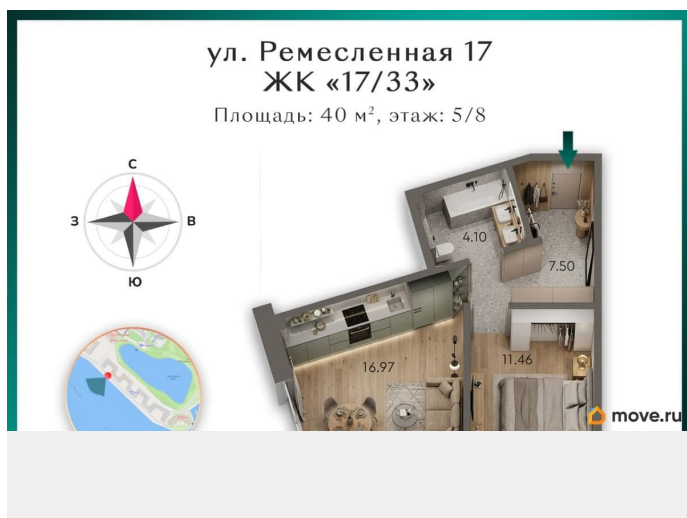 ул. Ремесленная 17
ЖК «17/33»
Площадь: 40 м², этаж: 5/8
С
З
В
Ю
4.10
7.50
16.97
11.46
move.ru